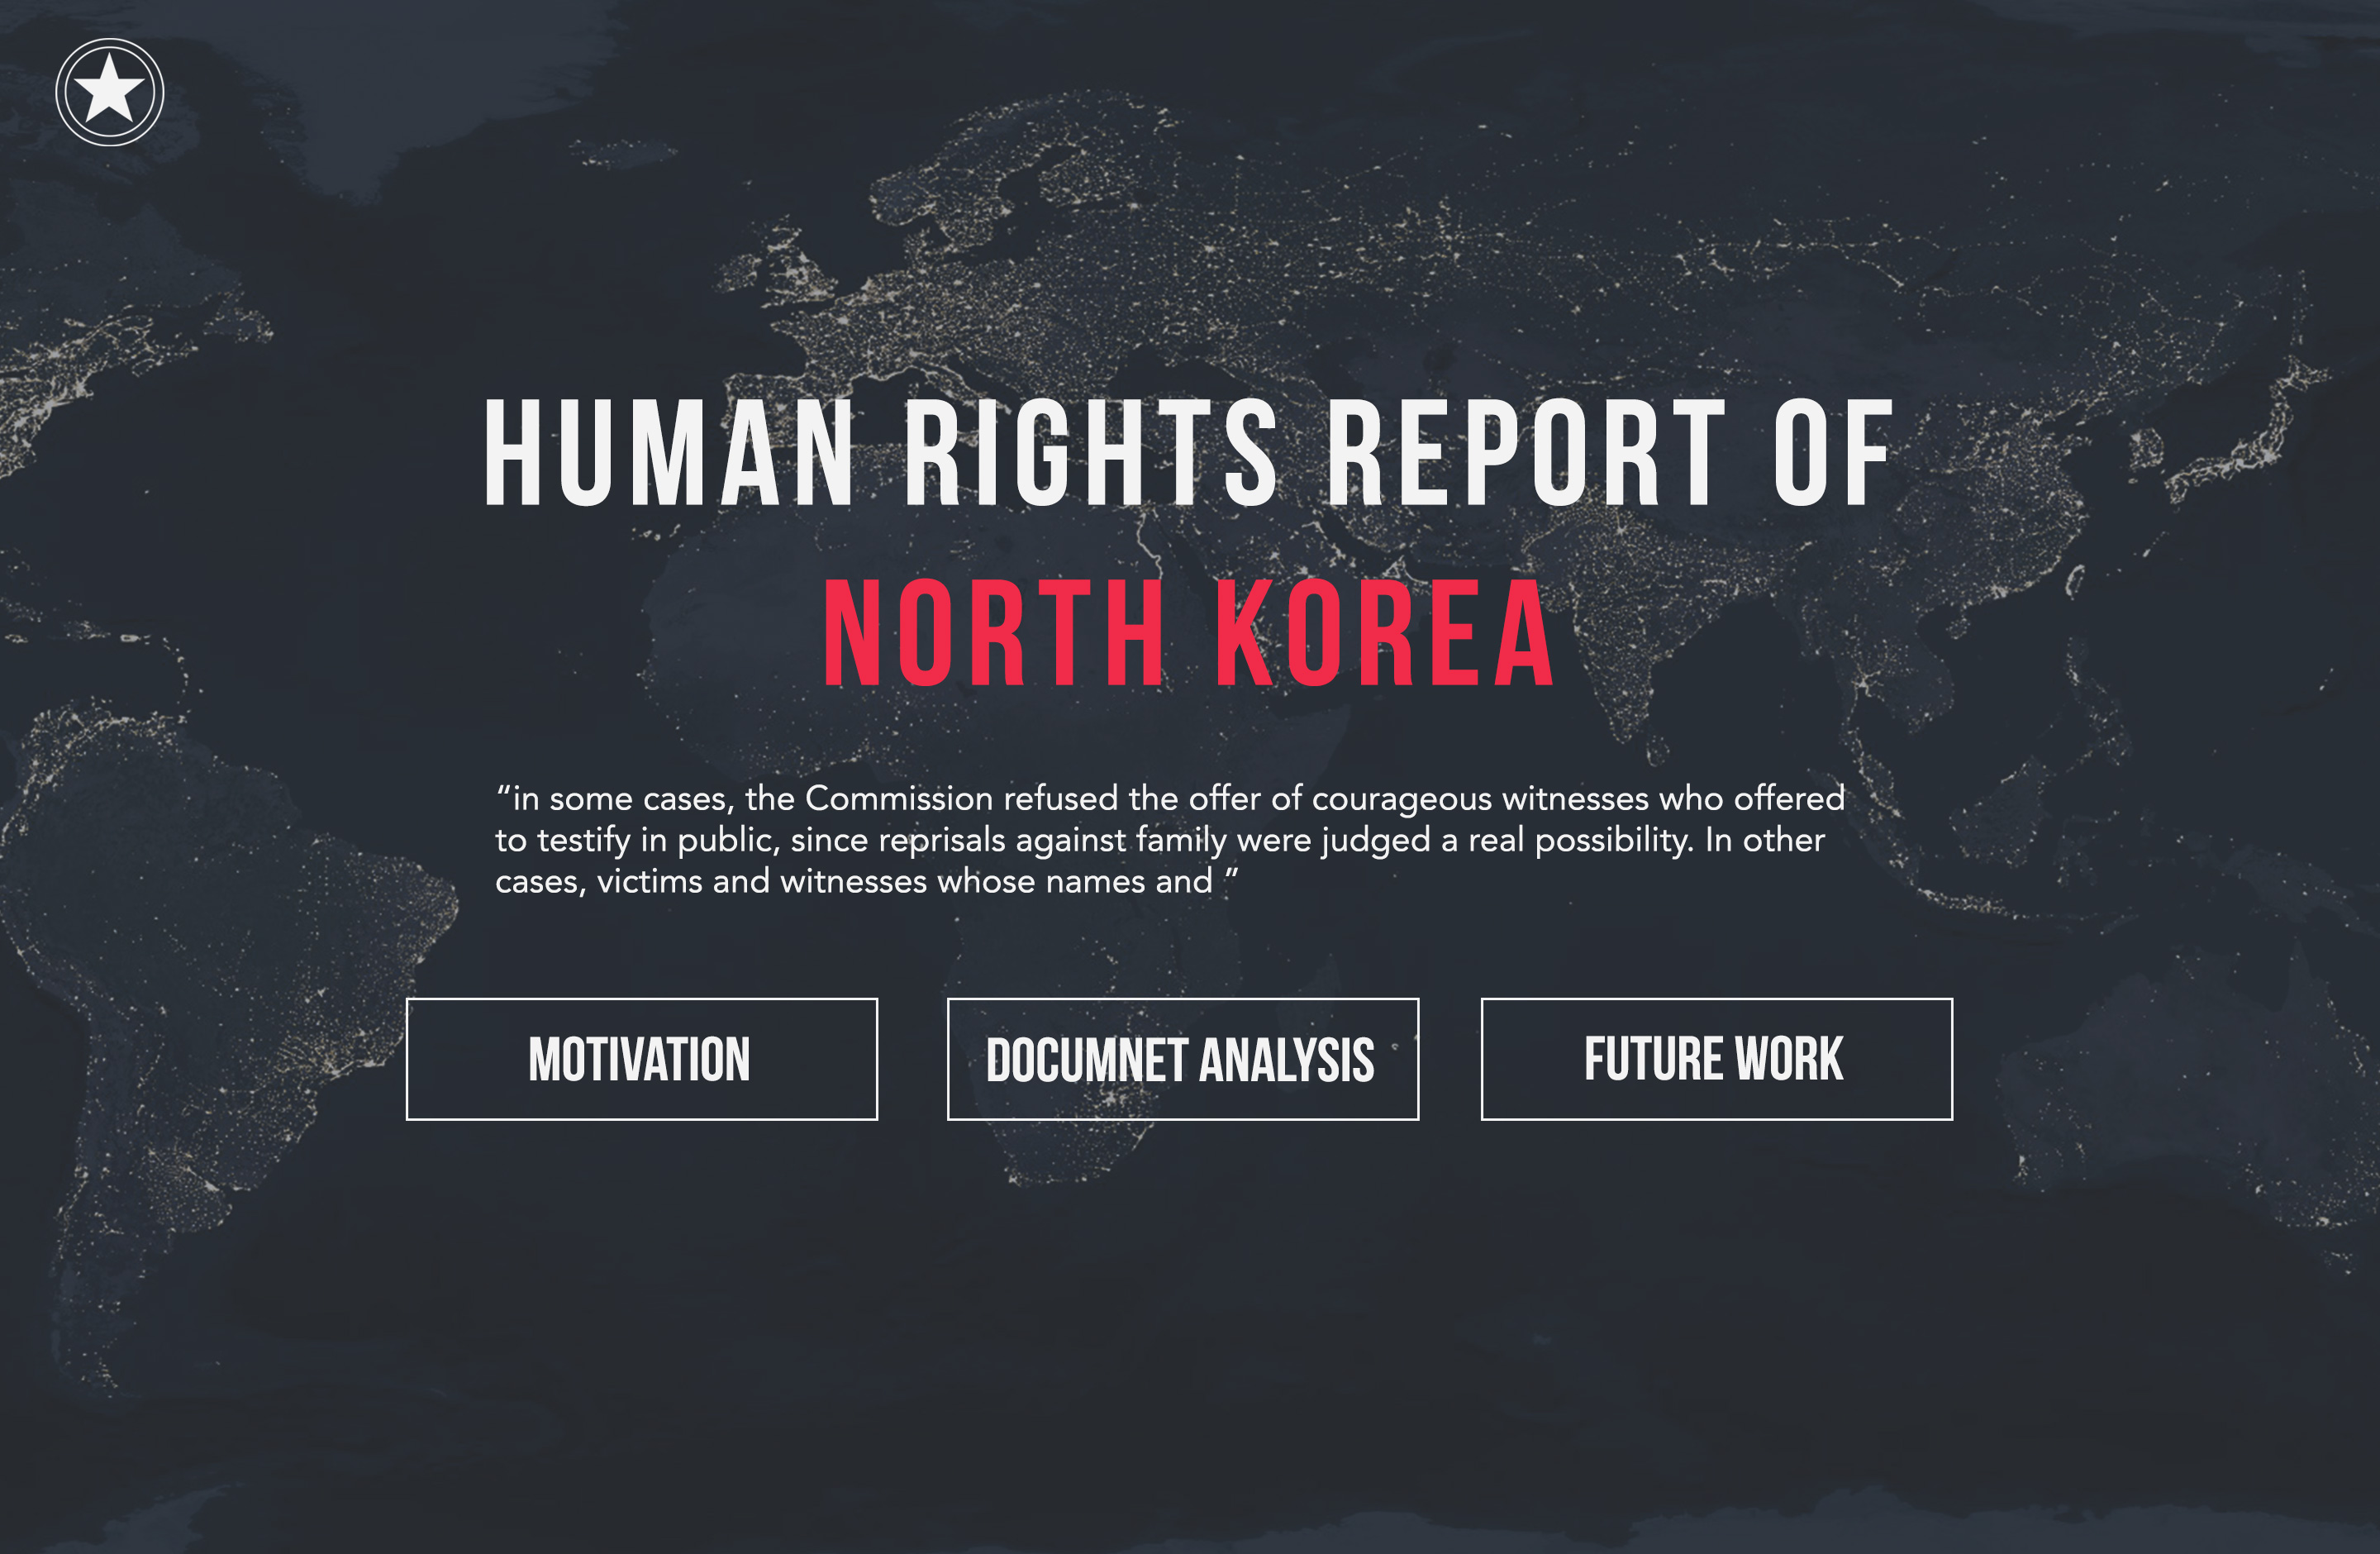 HUMAN RIGHTS REPORT OF
NORTH KOREA
“in some cases, the Commission refused the offer of courageous witnesses who offered
to testify in public, since reprisals against family were judged a real possibility. In other
cases, victims and witnesses whose names and ”
MOTIVATION
DOCUMNET ANALYSIS
FUTURE WORK